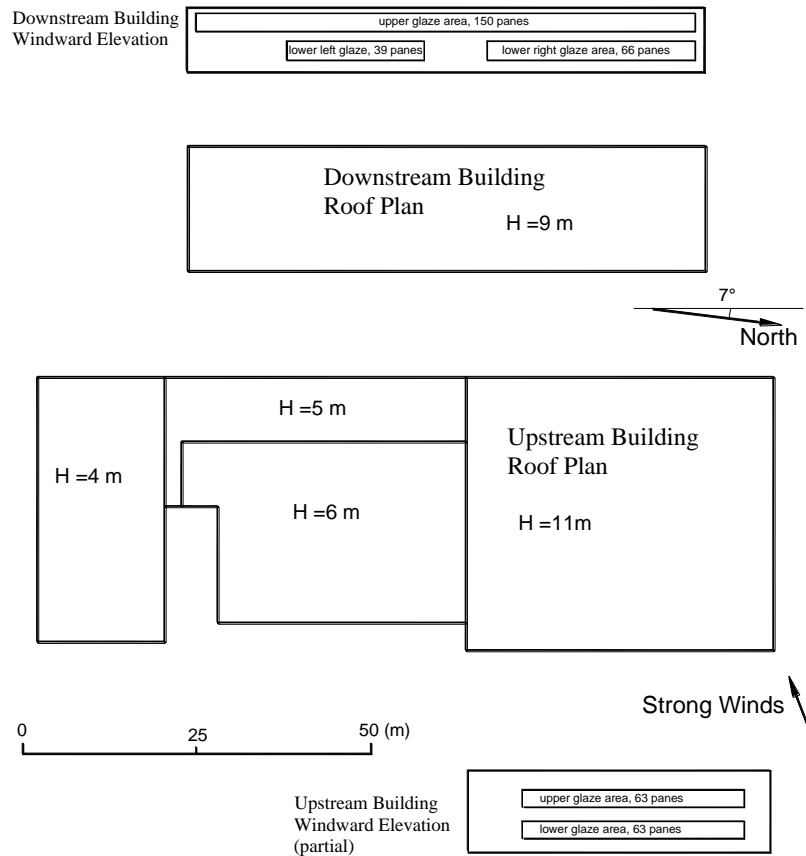 Downstream Building
Windward Elevation
upper glaze area, 150 panes
lower left glaze, 39 panes
lower right glaze area, 66 panes
Downstream Building
Roof Plan
H =9 m
7°
North
H =5 m
H =4 m
Upstream Building
Roof Plan
H =6 m
H =11m
Strong Winds
0
25
50 (m)
Upstream Building
Windward Elevation
(partial)
upper glaze area, 63 panes
lower glaze area, 63 panes